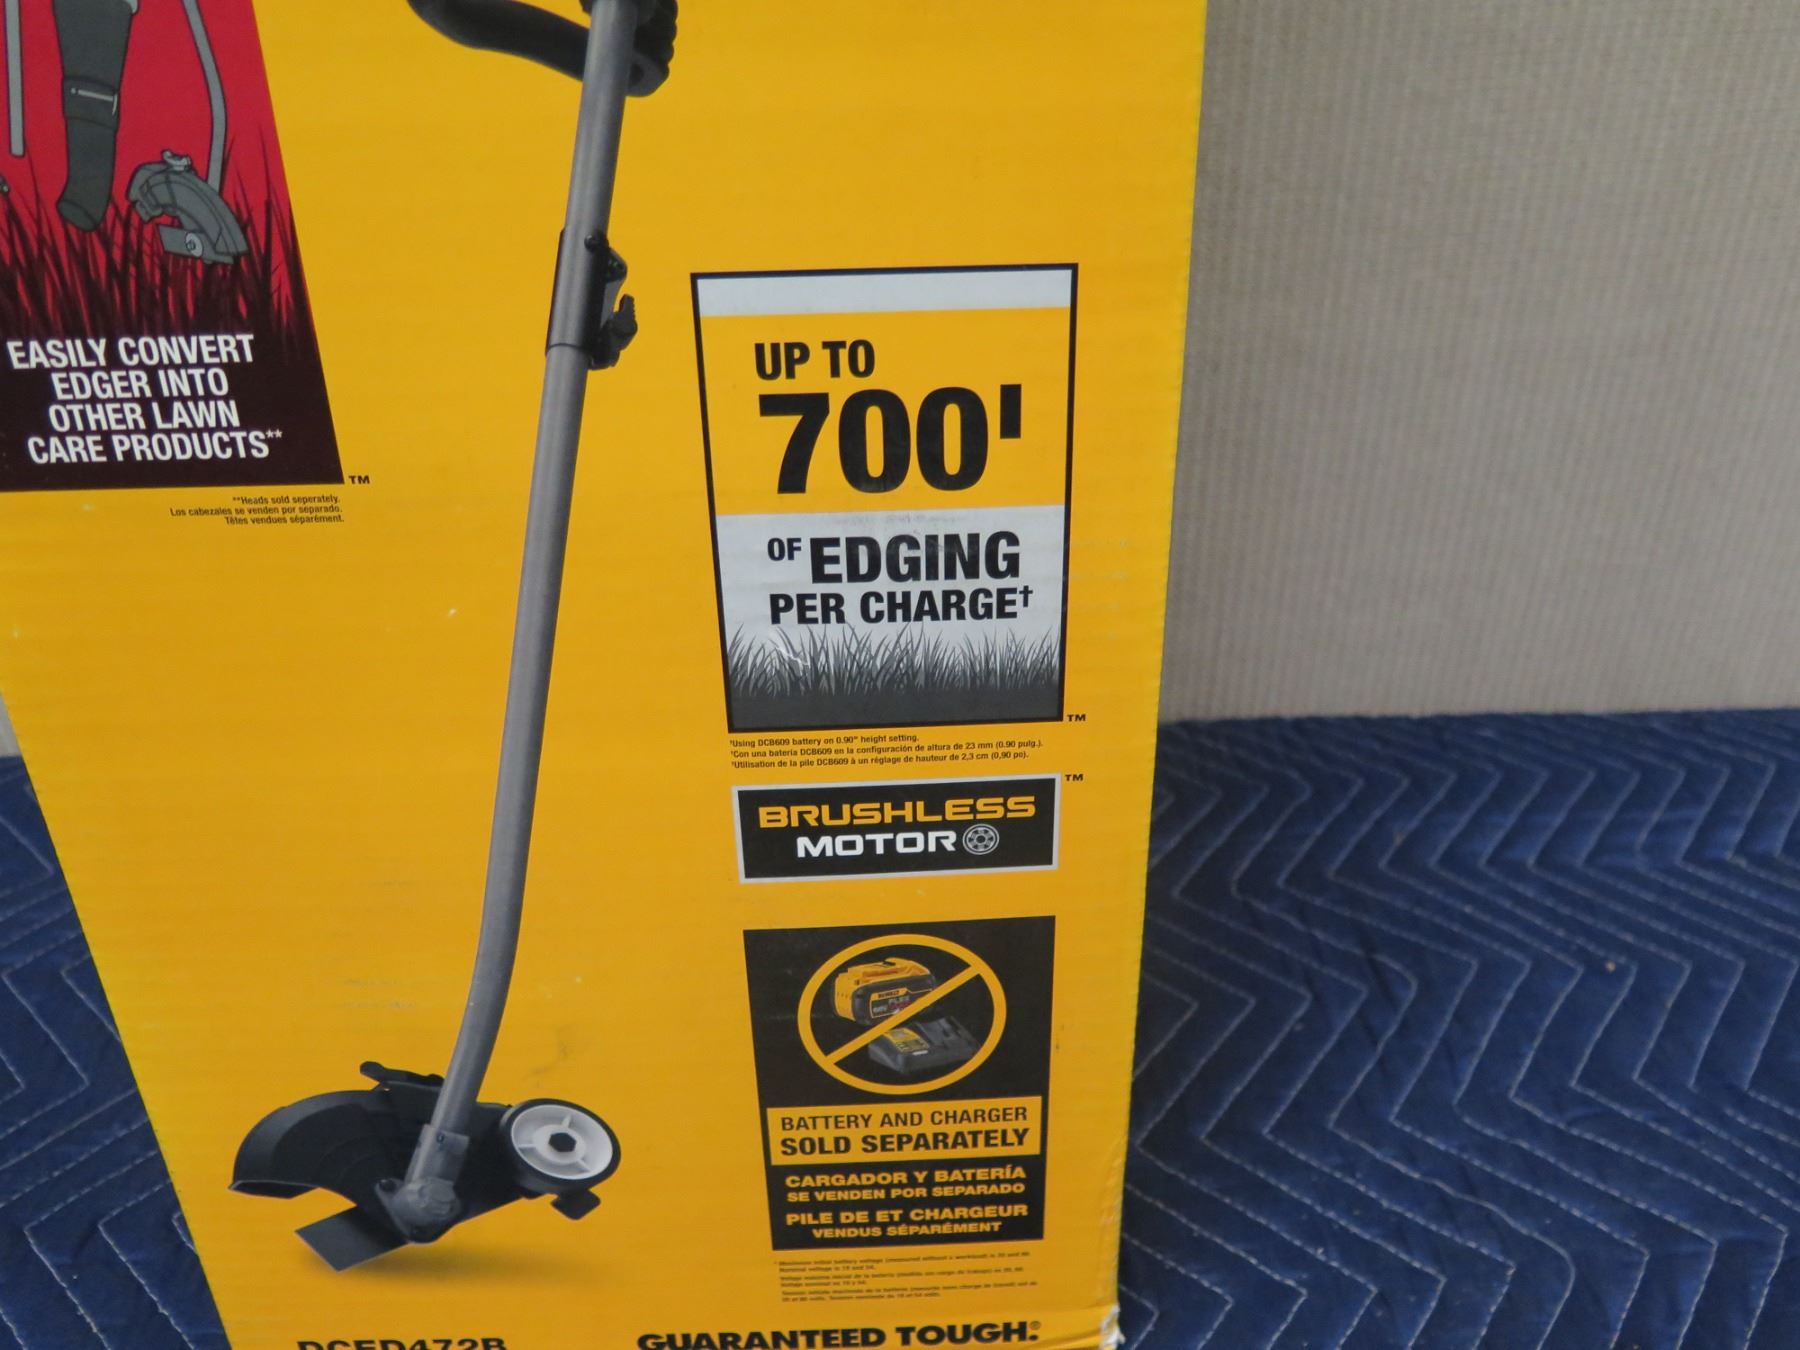 EASILY CONVERT
EDGER INTO
OTHER LAWN
CARE PRODUCTS**
TM
**Heads sold seperately.
Los cabezales se venden por separado.
Têtes vendues séparément.
UP TO
700'
OF EDGING
PER CHARGE†
TM
†Using DCB609 battery on 0.90" height setting.
†Con una batería DCB609 en la configuración de altura de 23 mm (0.90 pulg.).
†Utilisation de la pile DCB609 à un réglage de hauteur de 2,3 cm (0,90 po).
BRUSHLESS
MOTOR
TM
DEWALT
FLEX
BATTERY AND CHARGER
SOLD SEPARATELY
CARGADOR Y BATERÍA
SE VENDEN POR SEPARADO
PILE DE ET CHARGEUR
VENDUS SÉPARÉMENT
DCED472B
GUARANTEED TOUGH.®